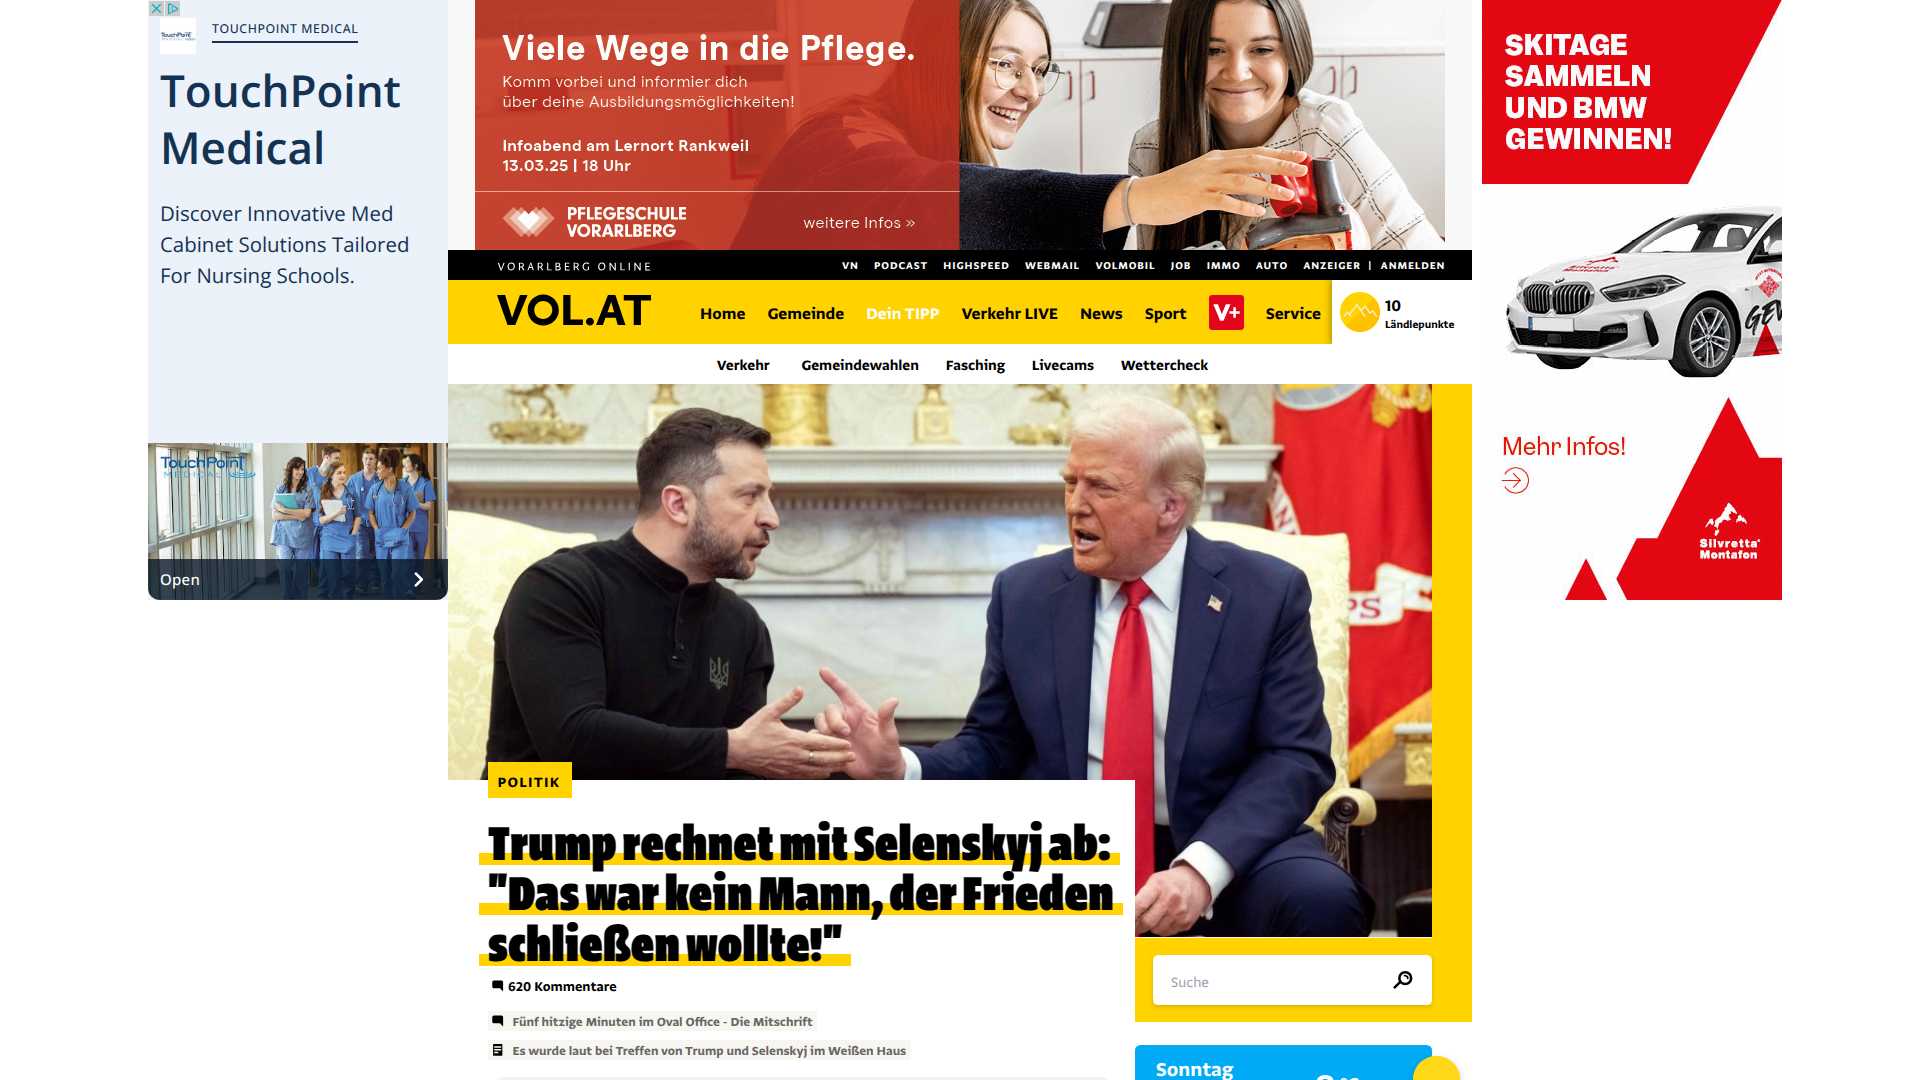 TOUCHPOINT MEDICAL
TouchPoint
Medical
Discover Innovative Med
Cabinet Solutions Tailored
For Nursing Schools.
TouchPoint
MEDICAL
Open
Viele Wege in die Pflege.
Komm vorbei und informier dich
über deine Ausbildungsmöglichkeiten!
Infoabend am Lernort Rankweil
13.03.25 | 18 Uhr
PFLEGESCHULE
VORARLBERG
weitere Infos »
SKITAGE
SAMMELN
UND BMW
GEWINNEN!
Mehr Infos!
Silvretta
Montafon
VORARLBERG ONLINE
VN PODCAST HIGHSPEED WEBMAIL VOLMOBIL JOB IMMO AUTO ANZEIGER | ANMELDEN
VOL.AT
Home Gemeinde Dein TIPP Verkehr LIVE News Sport V+ Service
10
Ländlepunkte
Verkehr Gemeindewahlen Fasching Livecams Wettercheck
POLITIK
Trump rechnet mit Selenskyj ab:
"Das war kein Mann, der Frieden
schließen wollte!"
620 Kommentare
Fünf hitzige Minuten im Oval Office - Die Mitschrift
Es wurde laut bei Treffen von Trump und Selenskyj im Weißen Haus
Suche
Sonntag